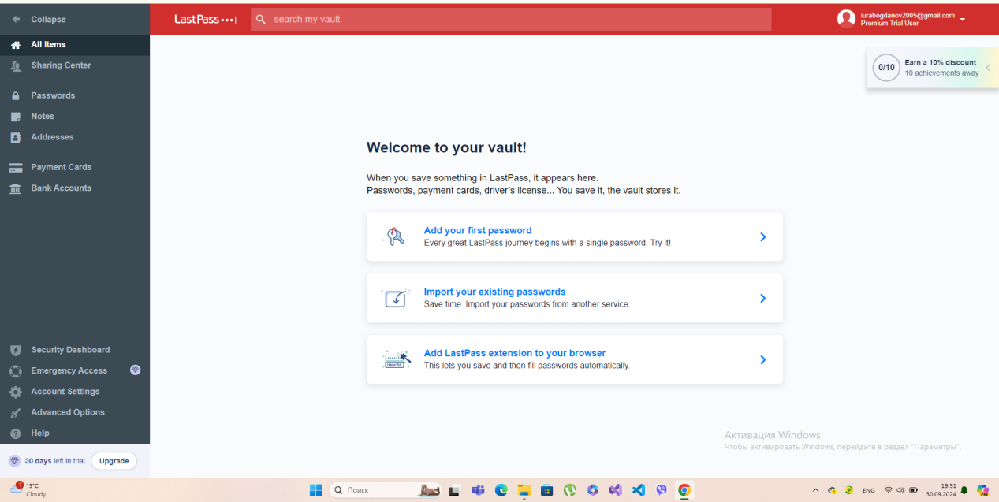 Collapse
LastPass
search my vault
iurabogdanov2005@gmail.com
Premium Trial User
All Items
Sharing Center
Passwords
Notes
Addresses
Payment Cards
Bank Accounts
0/10
Earn a 10% discount
10 achievements away
Welcome to your vault!
When you save something in LastPass, it appears here.
Passwords, payment cards, driver's license... You save it, the vault stores it.
Add your first password
Every great LastPass journey begins with a single password. Try it!
Import your existing passwords
Save time. Import your passwords from another service.
Add LastPass extension to your browser
This lets you save and then fill passwords automatically.
Security Dashboard
Emergency Access
Account Settings
Advanced Options
Help
30 days left in trial.
Upgrade
Активация Windows
Чтобы активировать Windows, перейдите в раздел "Параметры".
1
13°C
Cloudy
Поиск
ENG
19:51
30.09.2024